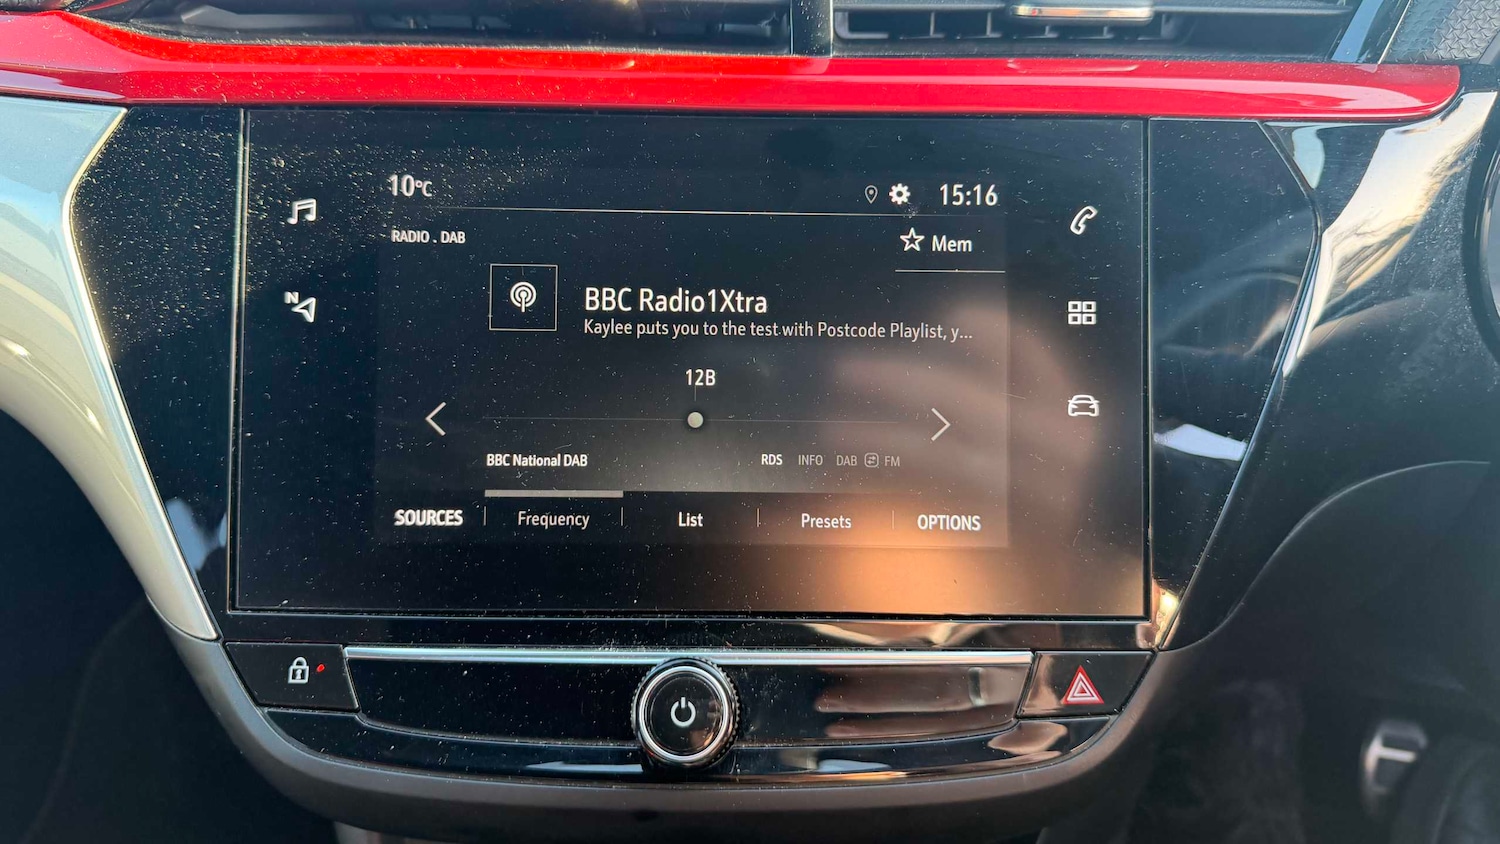 10°C
15:16
RADIO . DAB
Mem
N
BBC Radio1Xtra
Kaylee puts you to the test with Postcode Playlist, y...
12B
BBC National DAB
RDS INFO DAB FM
SOURCES Frequency List Presets OPTIONS